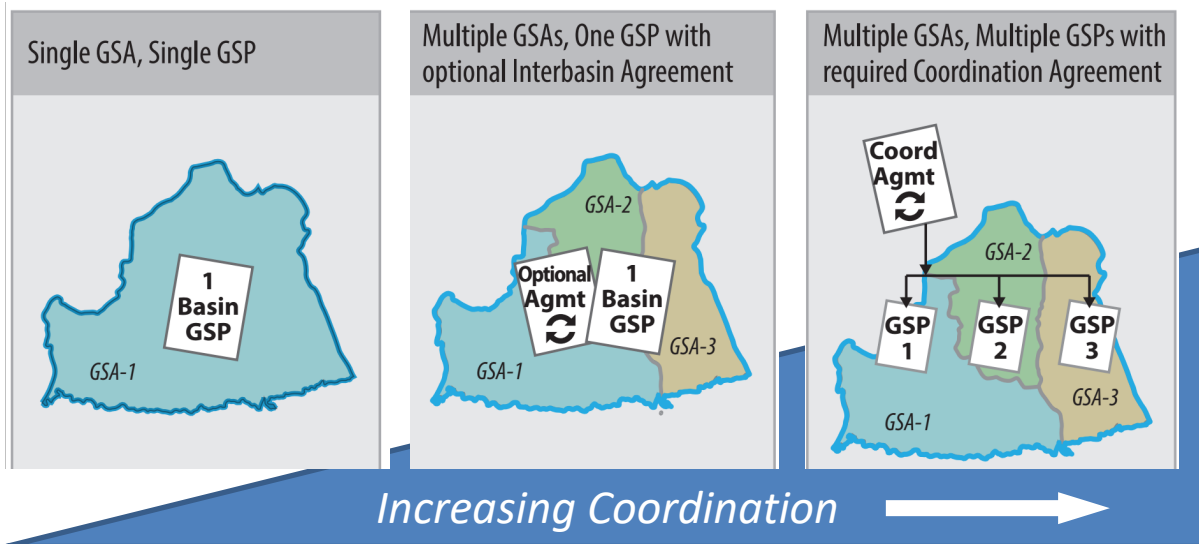 Single GSA, Single GSP
1
Basin
GSP
GSA-1
Multiple GSAs, One GSP with
optional Interbasin Agreement
GSA-2
Optional
Agmt
1
Basin
GSP
GSA-3
GSA-1
Multiple GSAs, Multiple GSPs with
required Coordination Agreement
Coord
Agmt
GSA-2
GSP
1
GSP
2
GSP
3
GSA-3
GSA-1
Increasing Coordination